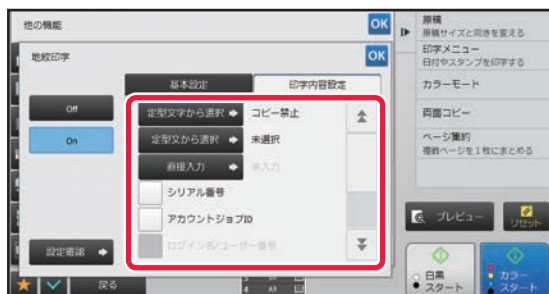 他の機能
OK
地紋印字
OK
基本設定
印字内容設定
Off
On
定型文字から選択
コピー禁止
定型文から選択
未選択
直接入力
未入力
シリアル番号
アカウントジョブID
ログイン名/ユーザー番号
設定確認
戻る
4 A3
原稿
原稿サイズと向きを変える
印字メニュー
日付やスタンプを印字する
カラーモード
両面コピー
ページ集約
複数ページを1枚にまとめる
プレビュー
リセット
白黒
スタート
カラー
スタート